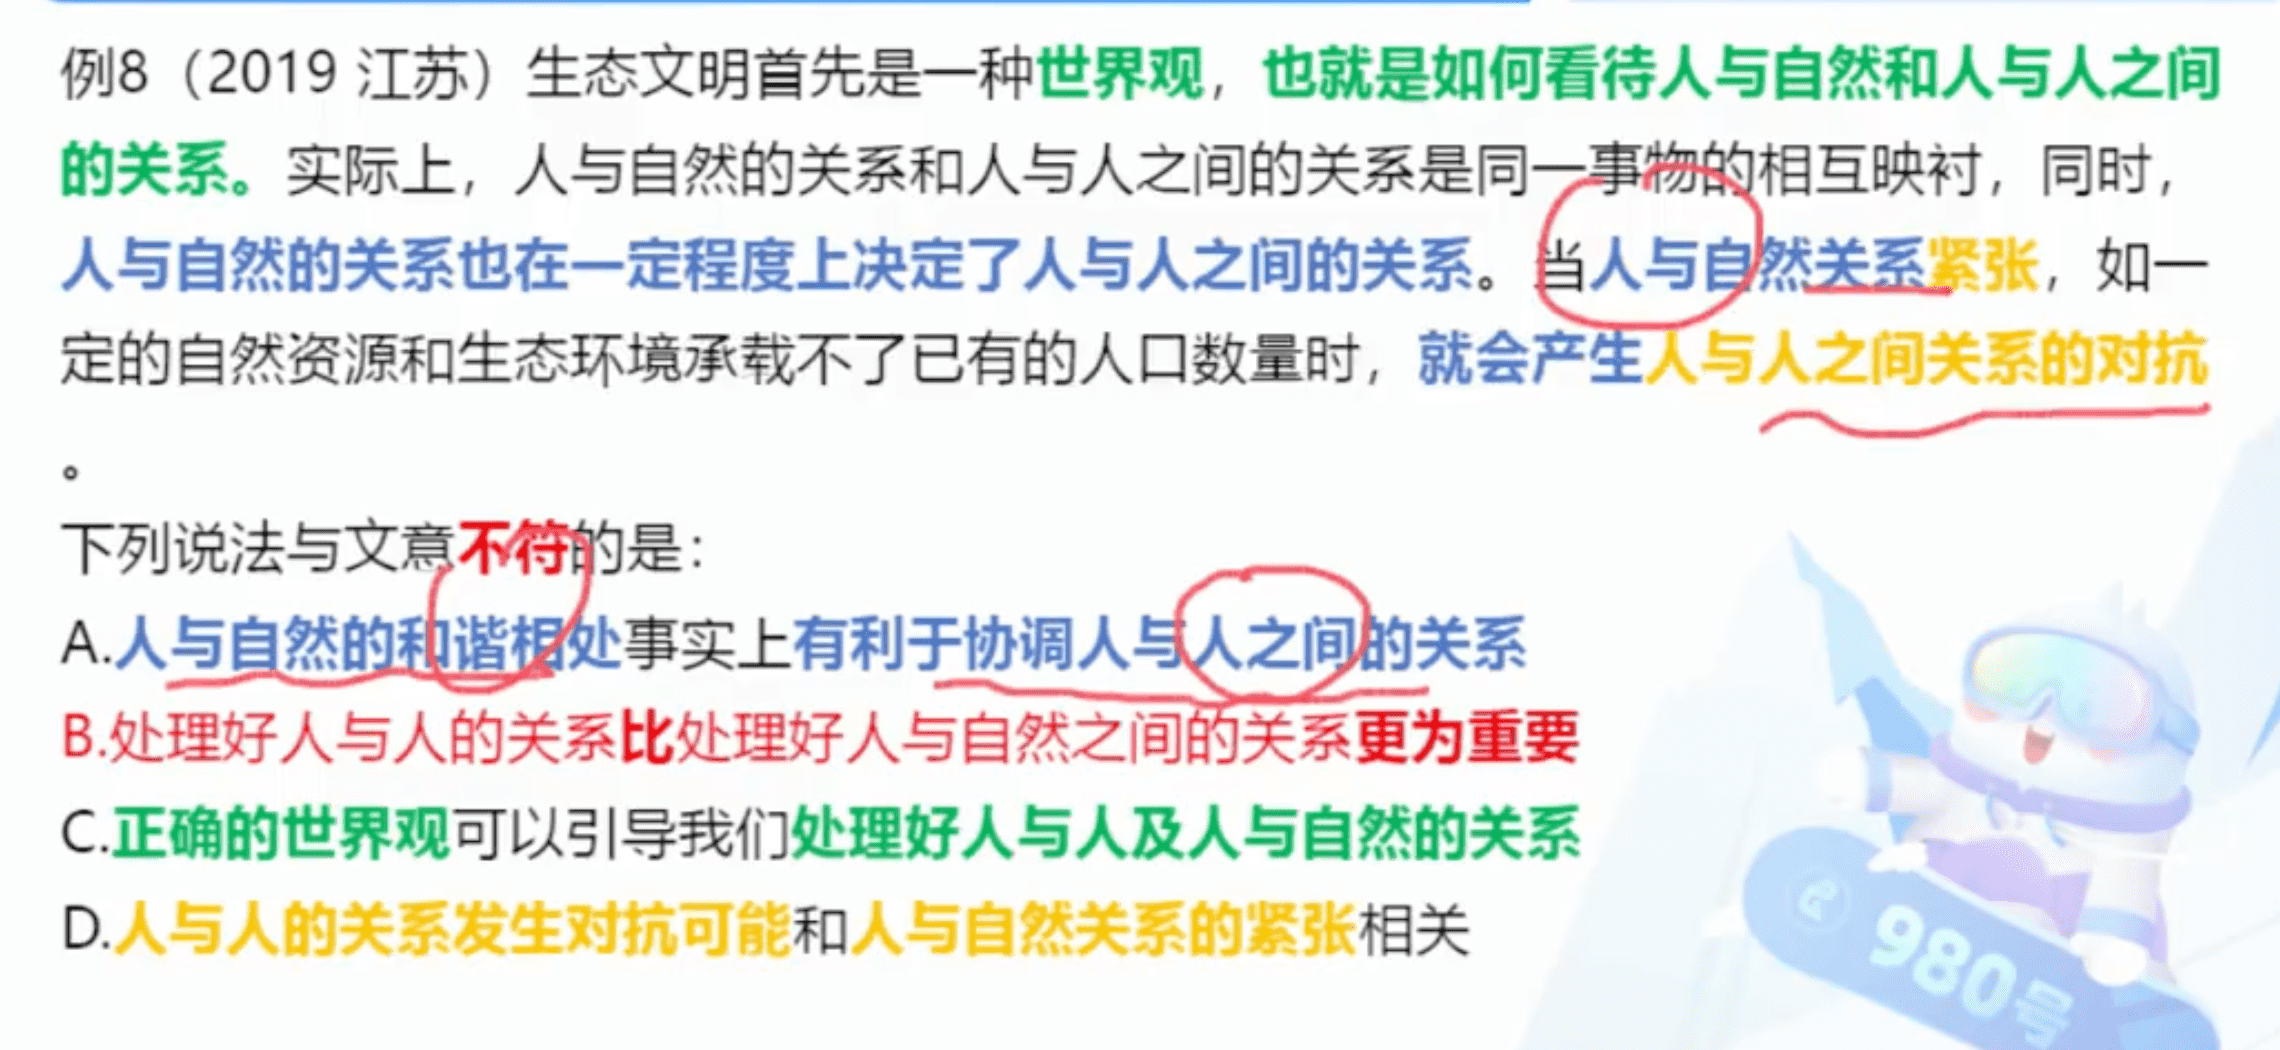 例8（2019 江苏）生态文明首先是一种世界观，也就是如何看待人与自然和人与人之间
的关系。实际上，人与自然的关系和人与人之间的关系是同一事物的相互映衬，同时，
人与自然的关系也在一定程度上决定了人与人之间的关系。当人与自然关系紧张，如一
定的自然资源和生态环境承载不了已有的人口数量时，就会产生人与人之间关系的对抗
。
下列说法与文意不符的是：
A.人与自然的和谐相处事实上有利于协调人与人之间的关系
B.处理好人与人的关系比处理好人与自然之间的关系更为重要
C.正确的世界观可以引导我们处理好人与人及人与自然的关系
D.人与人的关系发生对抗可能和人与自然关系的紧张相关
980号